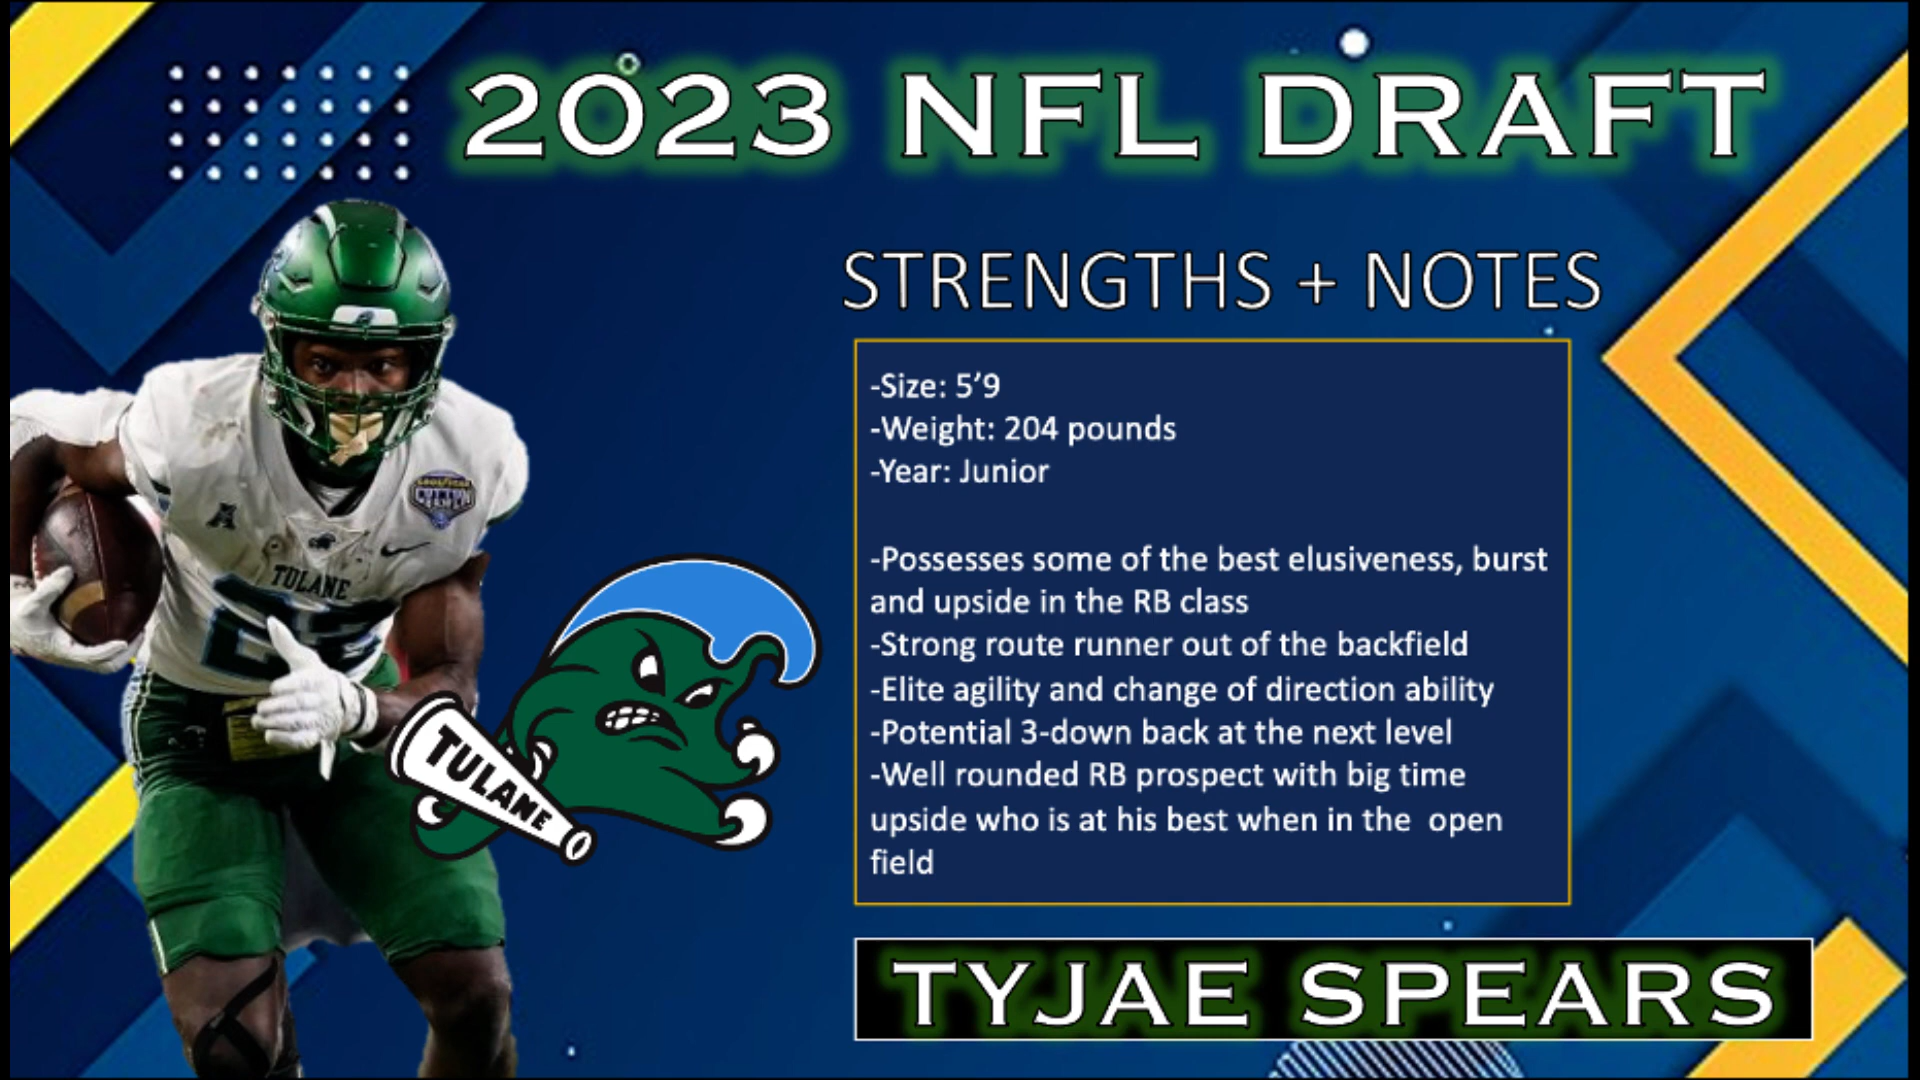 2023 NFL DRAFT
STRENGTHS + NOTES
-Size: 5’9
-Weight: 204 pounds
-Year: Junior
-Possesses some of the best elusiveness, burst
and upside in the RB class
-Strong route runner out of the backfield
-Elite agility and change of direction ability
-Potential 3-down back at the next level
-Well rounded RB prospect with big time
upside who is at his best when in the  open
field
TYJAE SPEARS
TULANE
22
TULANE